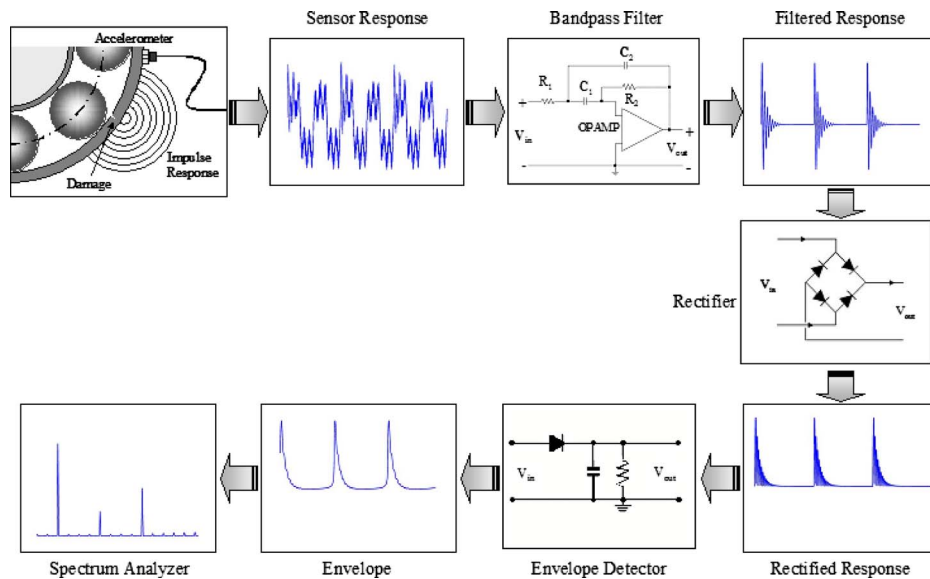 Sensor Response
Bandpass Filter
Filtered Response
Accelerometer
Impulse
Response
Damage
C2
R1
C1
R2
OPAMP
+
+
Vin
Vout
-
-
Rectifier
Vin
Vout
Vin
Vout
Spectrum Analyzer
Envelope
Envelope Detector
Rectified Response